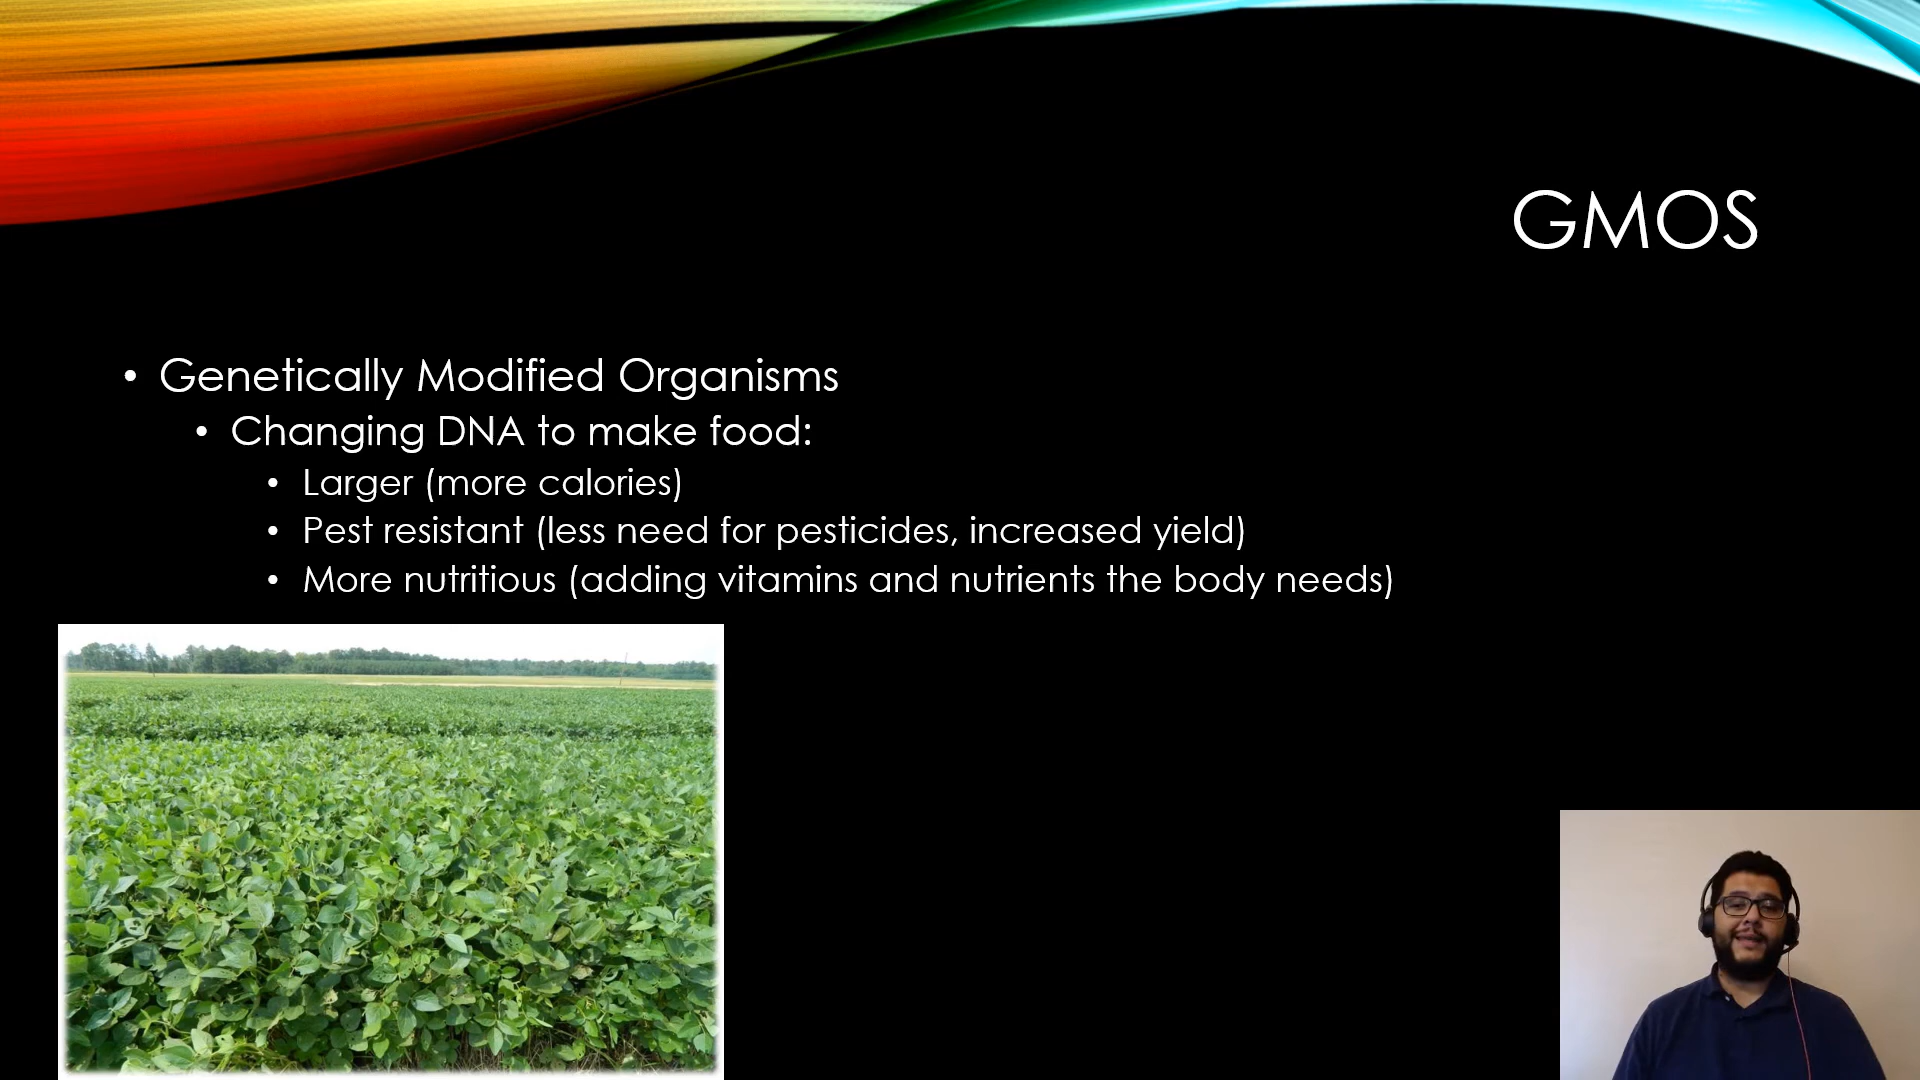 GMOS
• Genetically Modified Organisms
• Changing DNA to make food:
• Larger (more calories)
• Pest resistant (less need for pesticides, increased yield)
• More nutritious (adding vitamins and nutrients the body needs)